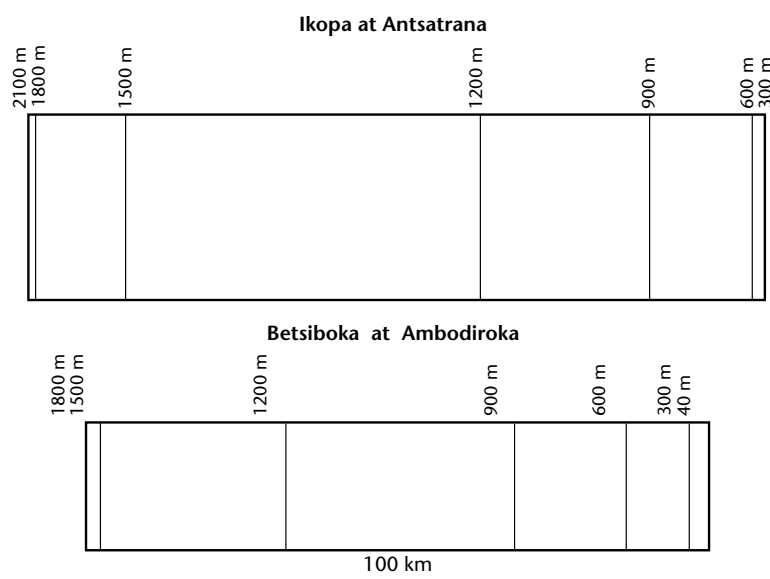 Ikopa at Antsatrana
2100 m
1800 m
1500 m
1200 m
900 m
600 m
300 m
Betsiboka at Ambodiroka
1800 m
1500 m
1200 m
900 m
600 m
300 m
40 m
100 km